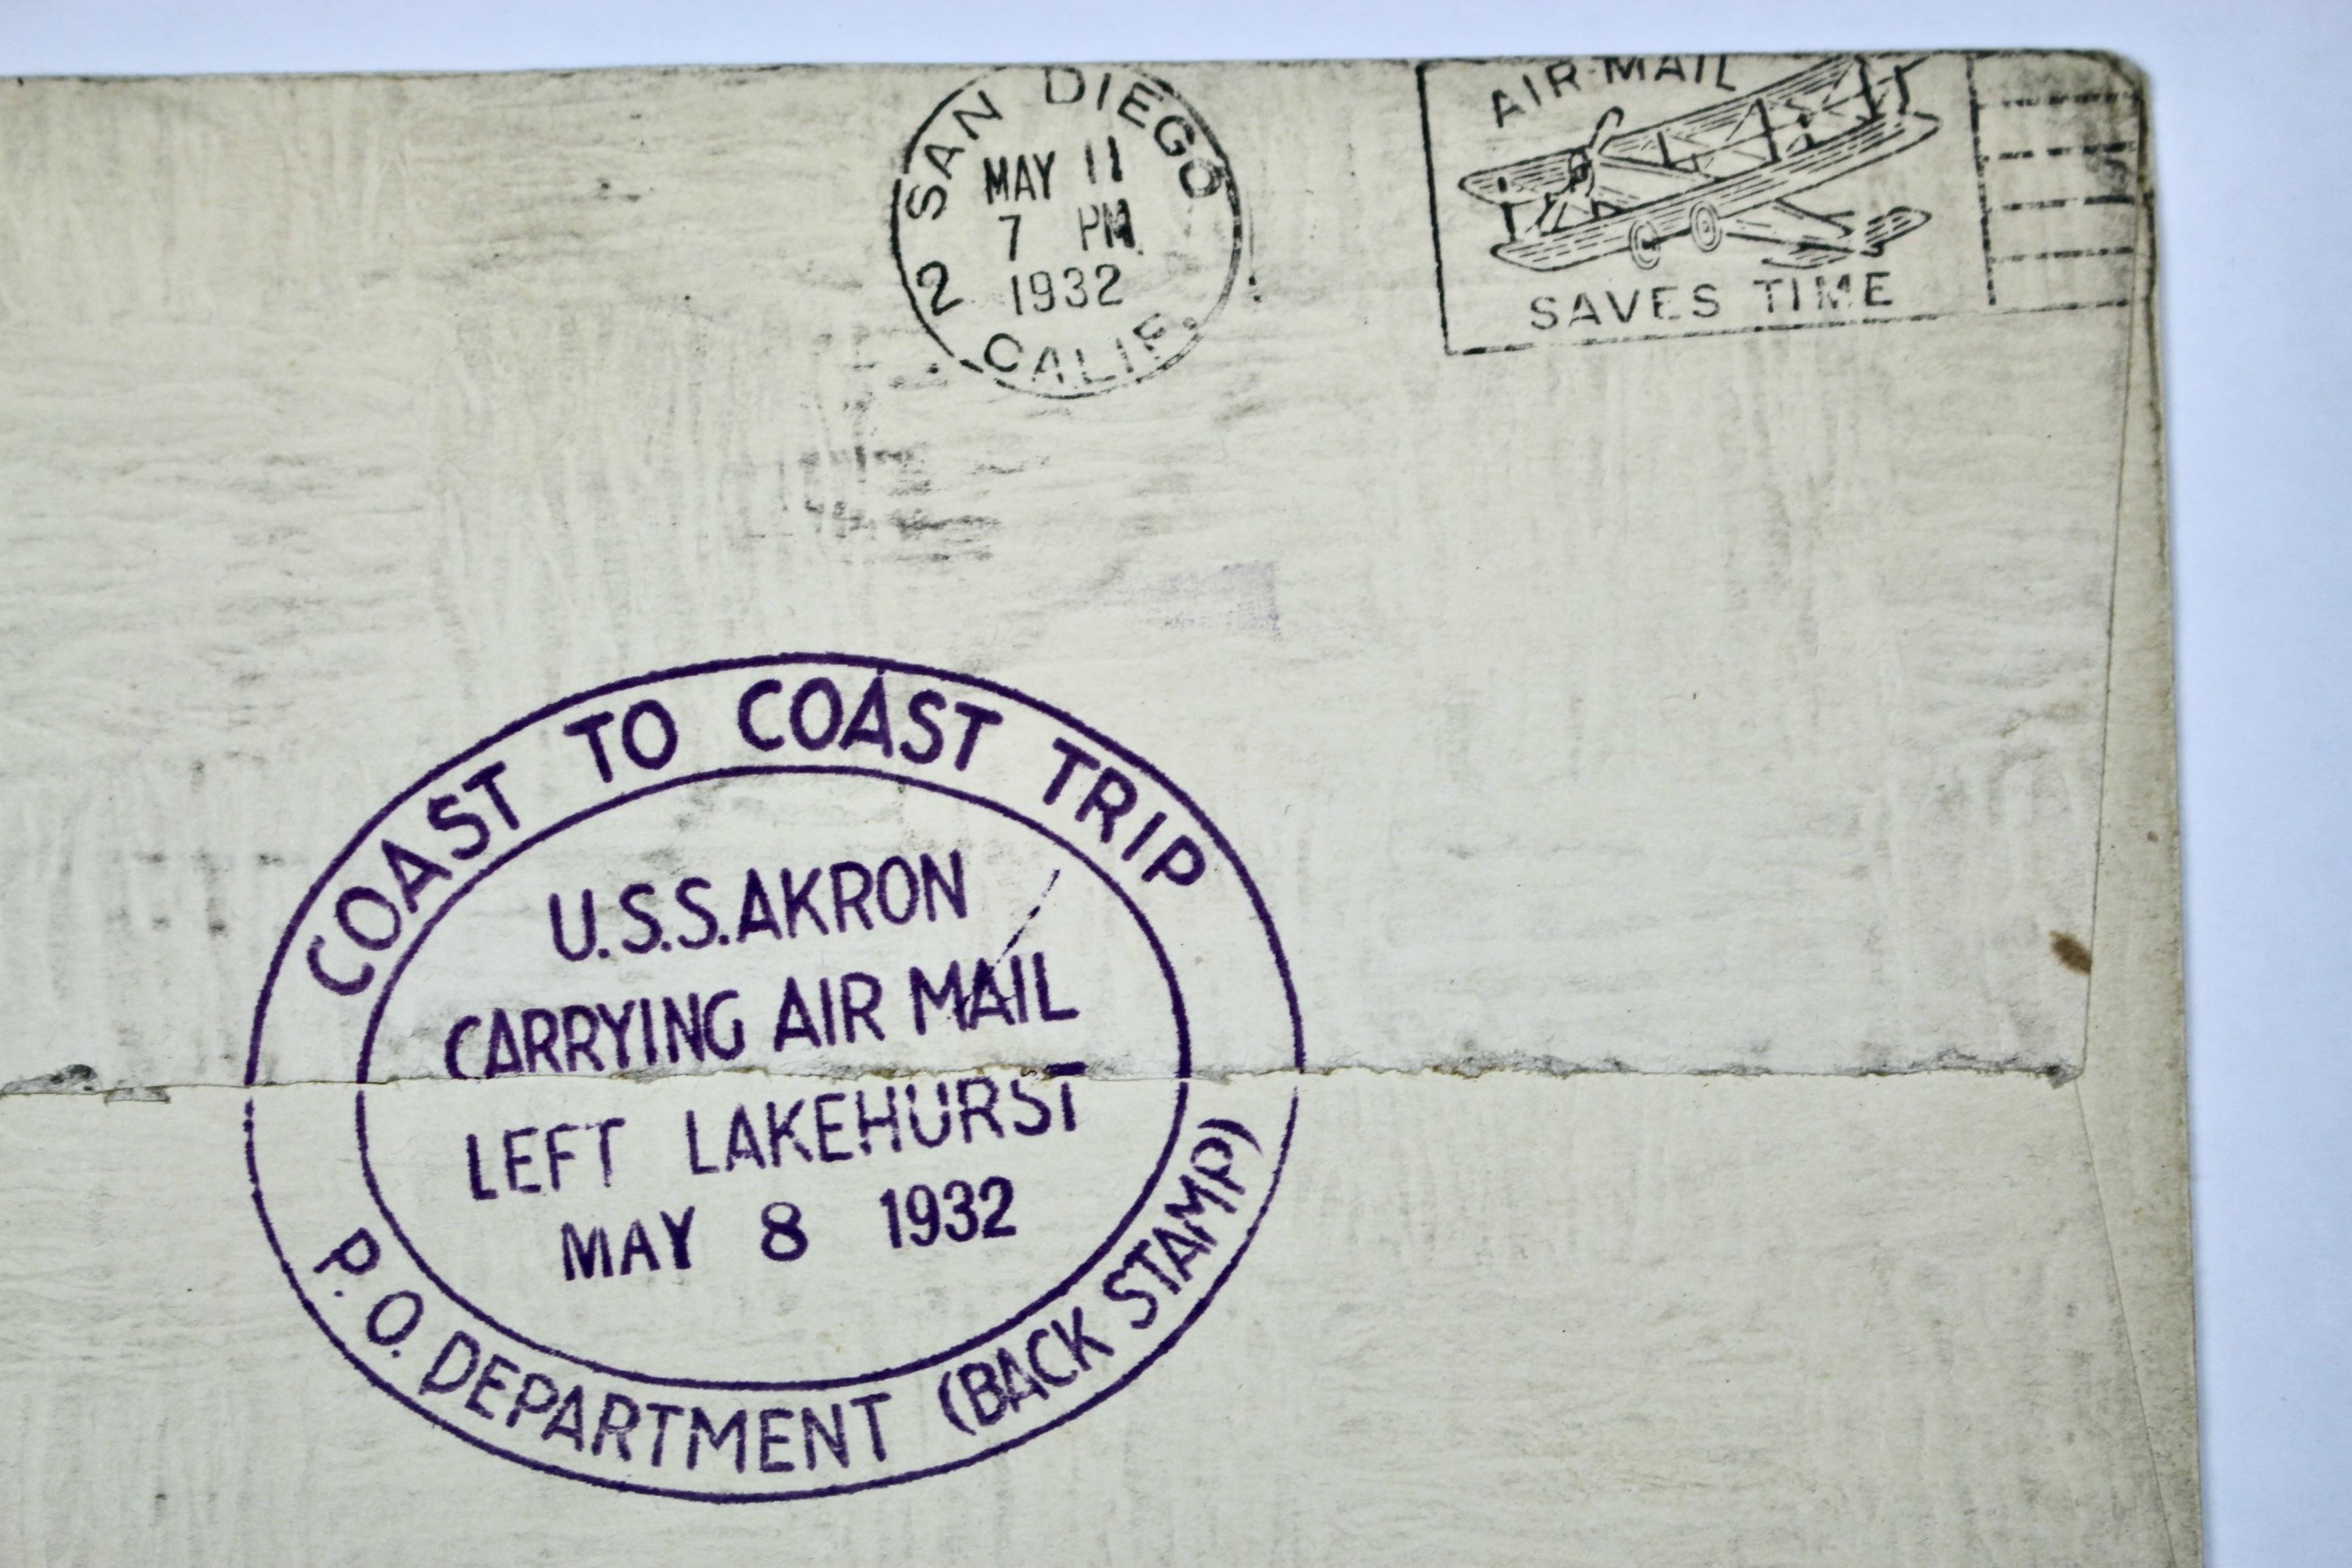 2 SAN DIEGO
MAY 11
7 PM
1932
CALIF.
AIR MAIL
SAVES TIME
COAST TO COAST TRIP
U.S.S. AKRON
CARRYING AIR MAIL
LEFT LAKEHURST
MAY 8 1932
P. O. DEPARTMENT (BACK STAMP)